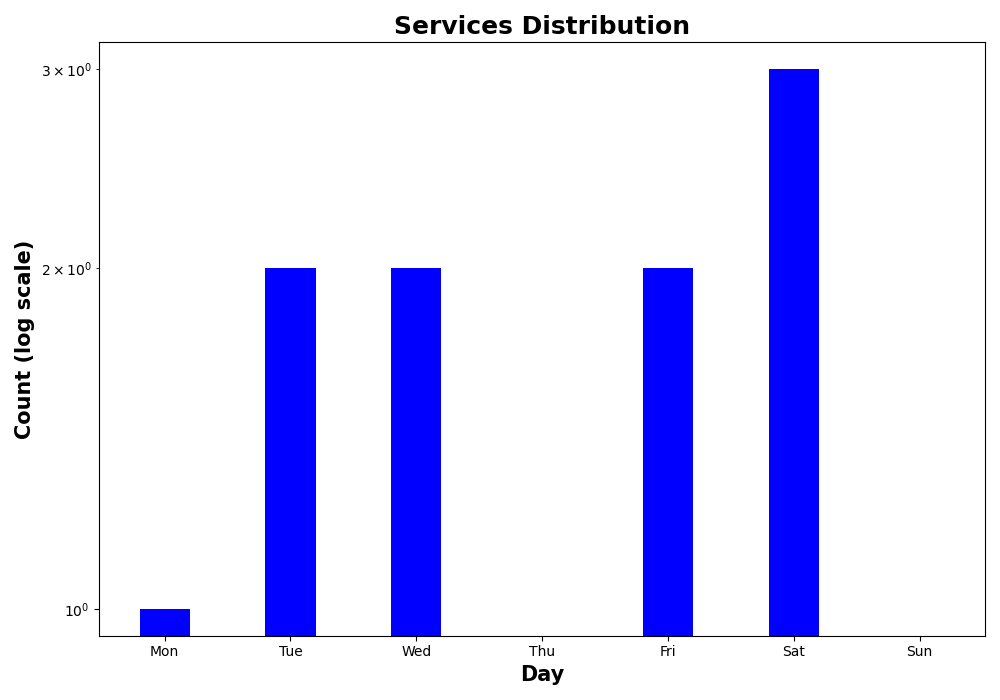 Services Distribution
Count (log scale)
3 × 10⁰
2 × 10⁰
10⁰
Mon Tue Wed Thu Fri Sat Sun
Day